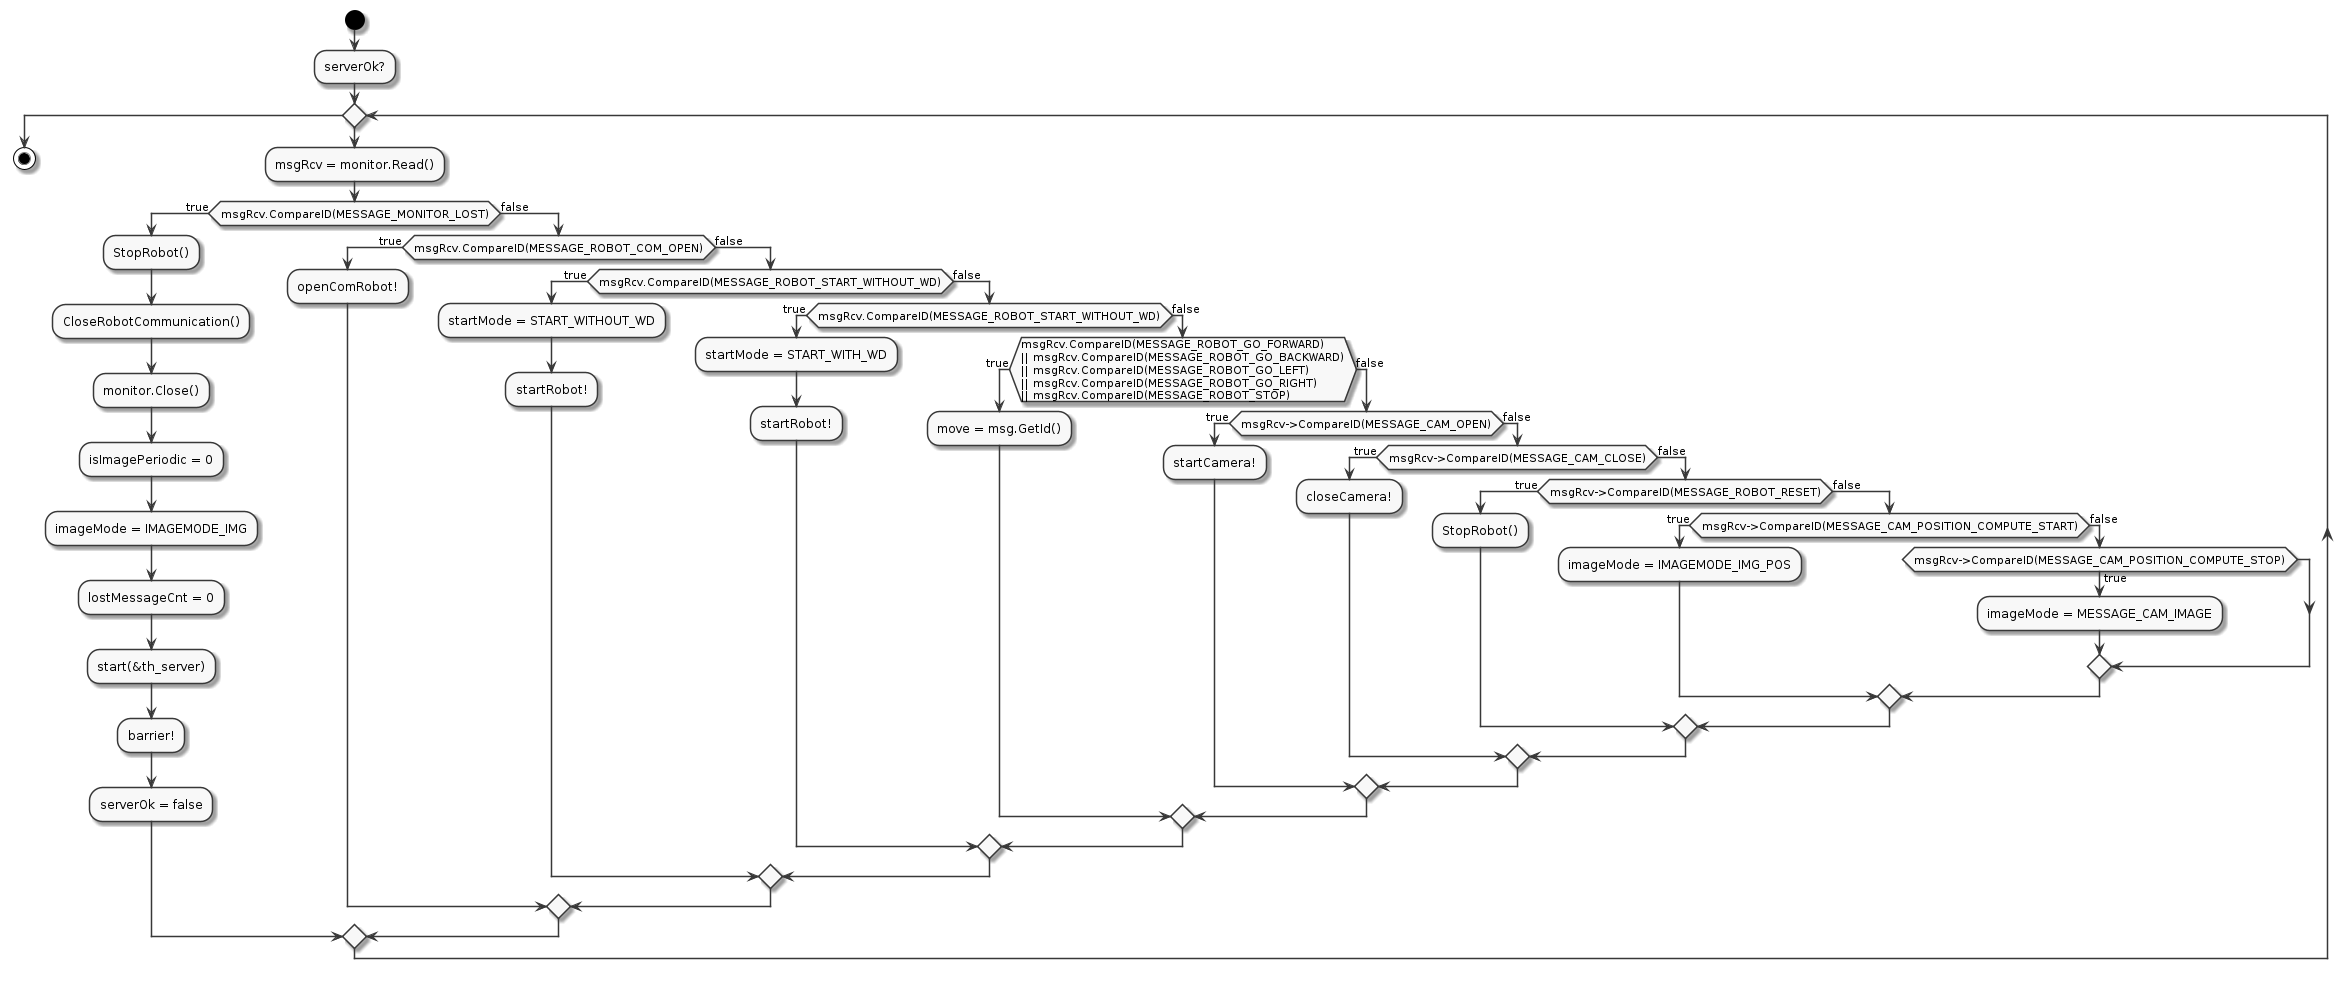 serverOk?
msgRcv = monitor.Read()
true
msgRcv.CompareID(MESSAGE_MONITOR_LOST)
false
StopRobot()
CloseRobotCommunication()
monitor.Close()
isImagePeriodic = 0
imageMode = IMAGEMODE_IMG
lostMessageCnt = 0
start(&th_server)
barrier!
serverOk = false
true
msgRcv.CompareID(MESSAGE_ROBOT_COM_OPEN)
false
openComRobot!
true
msgRcv.CompareID(MESSAGE_ROBOT_START_WITHOUT_WD)
false
startMode = START_WITHOUT_WD
startRobot!
true
msgRcv.CompareID(MESSAGE_ROBOT_START_WITHOUT_WD)
false
startMode = START_WITH_WD
startRobot!
true
msgRcv.CompareID(MESSAGE_ROBOT_GO_FORWARD)
|| msgRcv.CompareID(MESSAGE_ROBOT_GO_BACKWARD)
|| msgRcv.CompareID(MESSAGE_ROBOT_GO_LEFT)
|| msgRcv.CompareID(MESSAGE_ROBOT_GO_RIGHT)
|| msgRcv.CompareID(MESSAGE_ROBOT_STOP)
false
move = msg.GetId()
true
msgRcv->CompareID(MESSAGE_CAM_OPEN)
false
startCamera!
true
msgRcv->CompareID(MESSAGE_CAM_CLOSE)
false
closeCamera!
true
msgRcv->CompareID(MESSAGE_ROBOT_RESET)
false
StopRobot()
true
msgRcv->CompareID(MESSAGE_CAM_POSITION_COMPUTE_START)
false
imageMode = IMAGEMODE_IMG_POS
msgRcv->CompareID(MESSAGE_CAM_POSITION_COMPUTE_STOP)
true
imageMode = MESSAGE_CAM_IMAGE